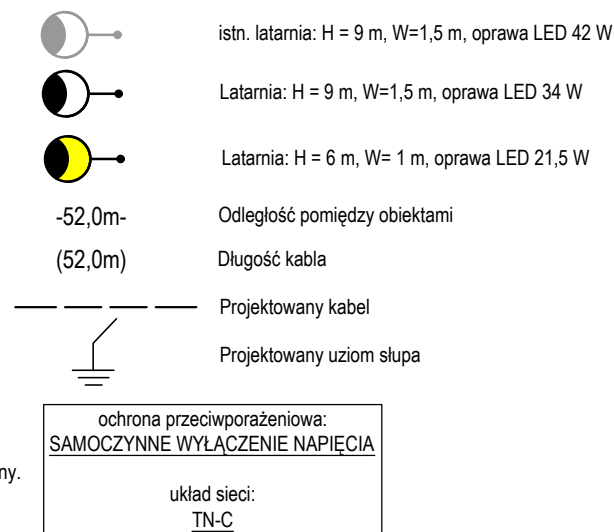 istn. latarnia: H = 9 m, W=1,5 m, oprawa LED 42 W
Latarnia: H = 9 m, W=1,5 m, oprawa LED 34 W
Latarnia: H = 6 m, W= 1 m, oprawa LED 21,5 W
-52,0m- Odległość pomiędzy obiektami
(52,0m) Długość kabla
Projektowany kabel
Projektowany uziom słupa
ochrona przeciwporażeniowa:
SAMOCZYNNE WYŁĄCZENIE NAPIĘCIA
ny.
układ sieci:
TN-C